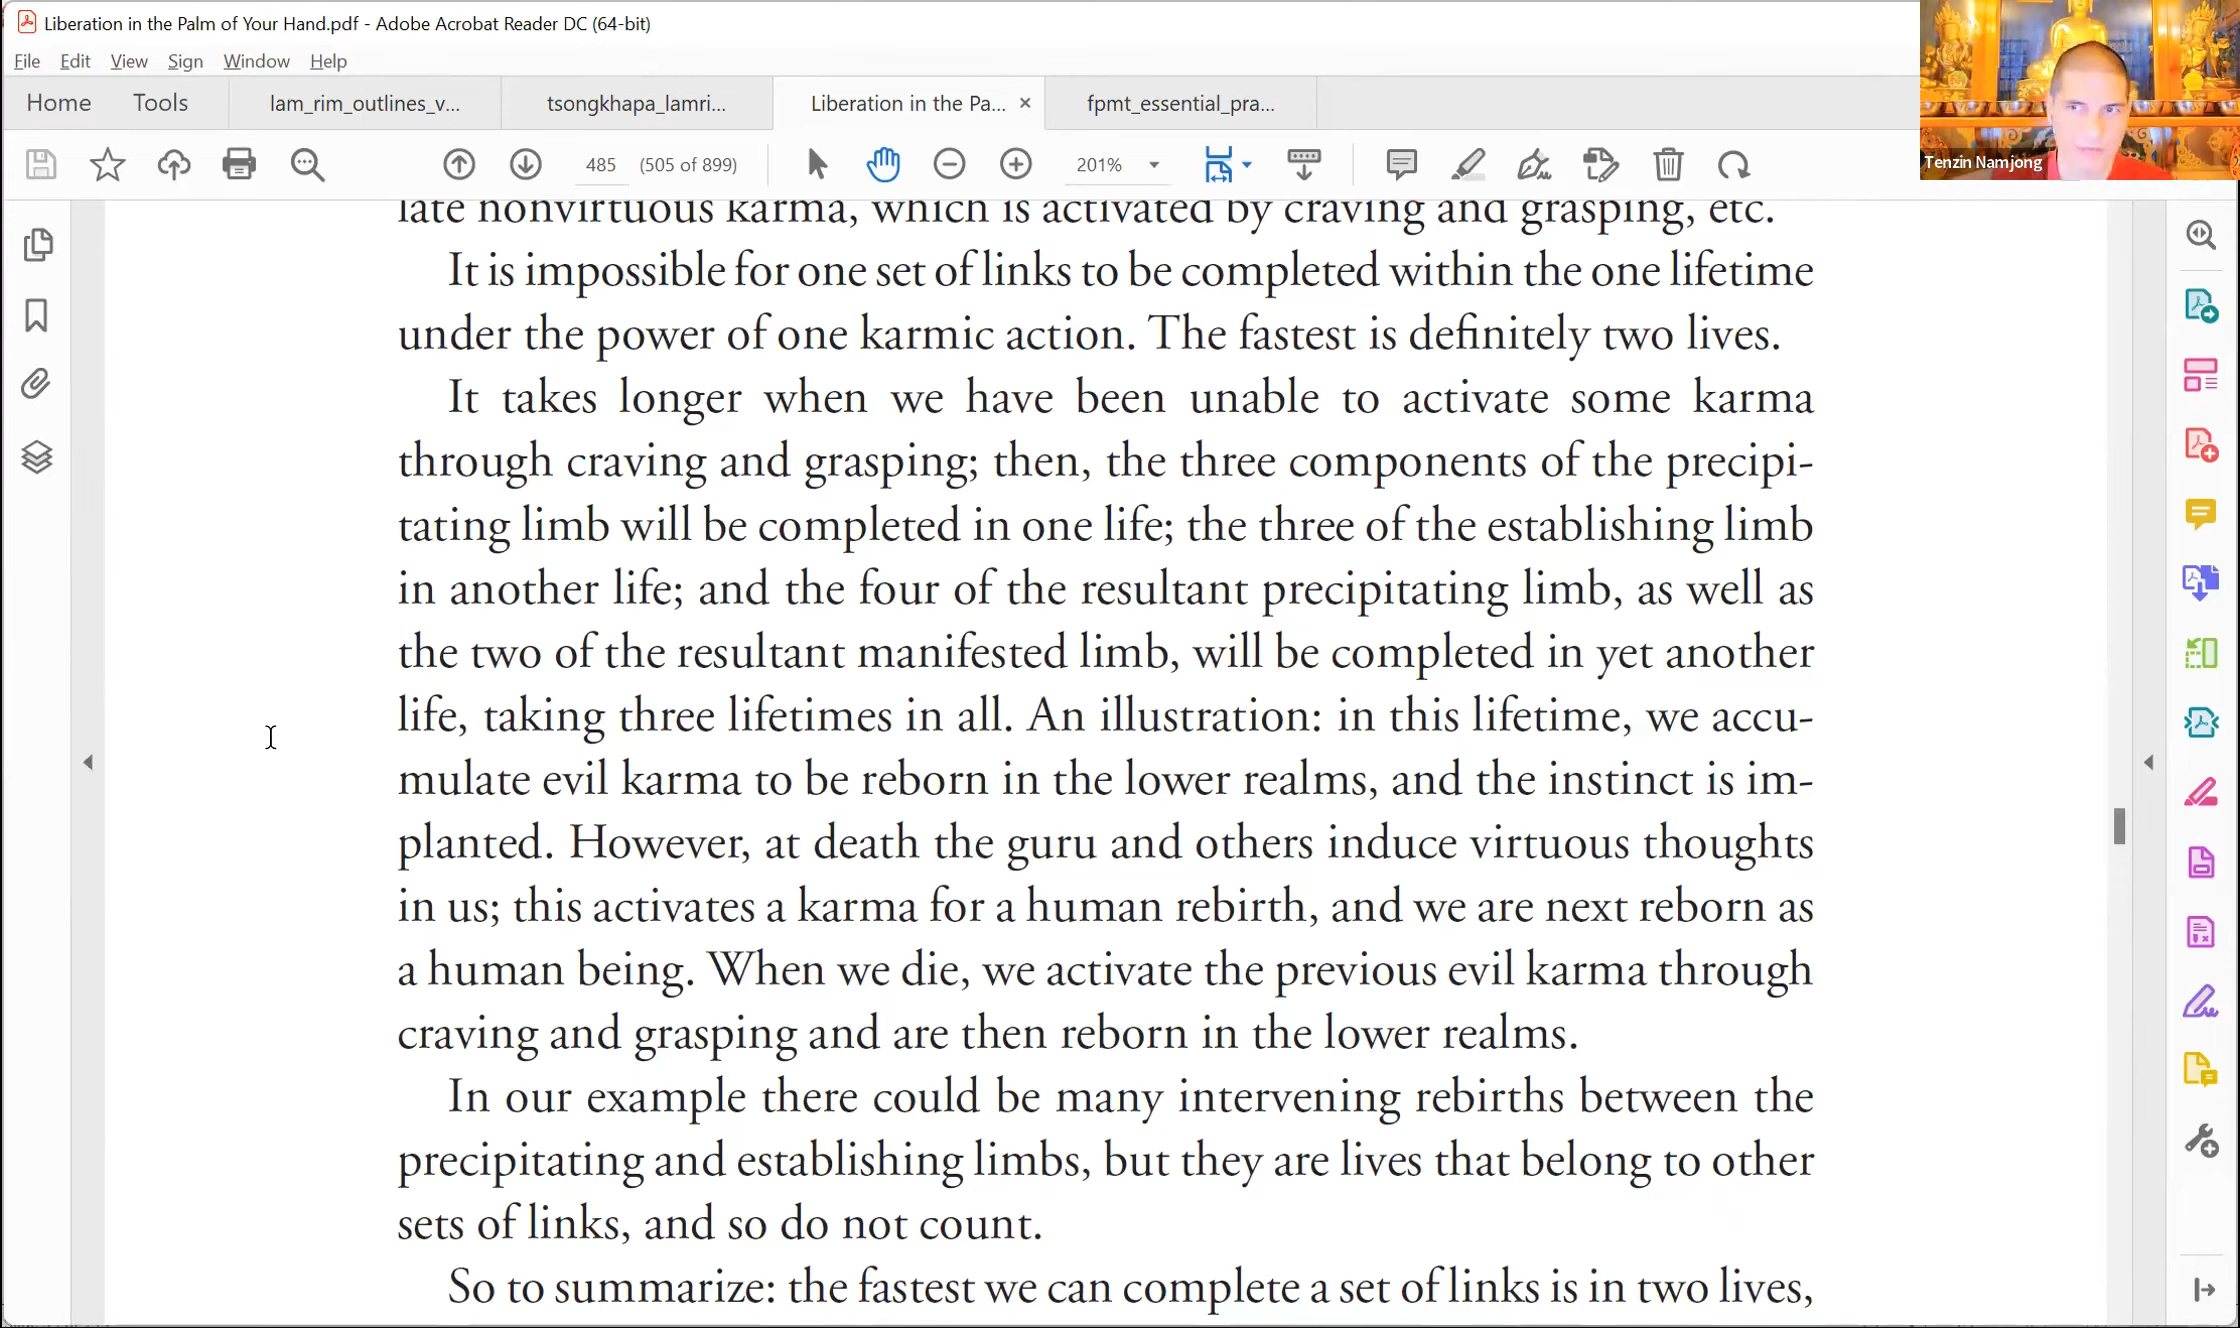 Liberation in the Palm of Your Hand.pdf - Adobe Acrobat Reader DC (64-bit)
File Edit View Sign Window Help
Home Tools lam_rim_outlines_v... tsongkhapa_lamri... Liberation in the Pa... × fpmt_essential_pra...
485 (505 of 899) 201%
Tenzin Namjong
late nonvirtuous karma, which is activated by craving and grasping, etc.
It is impossible for one set of links to be completed within the one lifetime
under the power of one karmic action. The fastest is definitely two lives.
It takes longer when we have been unable to activate some karma
through craving and grasping; then, the three components of the precipi-
tating limb will be completed in one life; the three of the establishing limb
in another life; and the four of the resultant precipitating limb, as well as
the two of the resultant manifested limb, will be completed in yet another
life, taking three lifetimes in all. An illustration: in this lifetime, we accu-
mulate evil karma to be reborn in the lower realms, and the instinct is im-
planted. However, at death the guru and others induce virtuous thoughts
in us; this activates a karma for a human rebirth, and we are next reborn as
a human being. When we die, we activate the previous evil karma through
craving and grasping and are then reborn in the lower realms.
In our example there could be many intervening rebirths between the
precipitating and establishing limbs, but they are lives that belong to other
sets of links, and so do not count.
So to summarize: the fastest we can complete a set of links is in two lives,